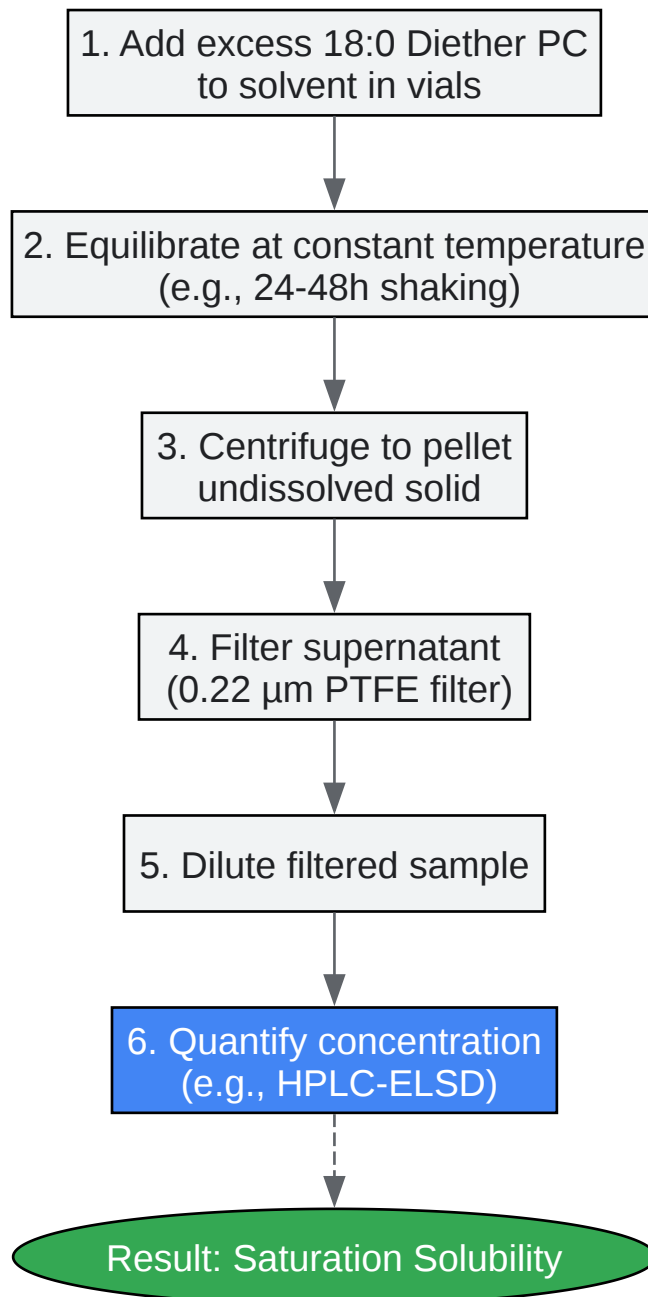 1. Add excess 18:0 Diether PC
to solvent in vials
2. Equilibrate at constant temperature
(e.g., 24-48h shaking)
3. Centrifuge to pellet
undissolved solid
4. Filter supernatant
(0.22 µm PTFE filter)
5. Dilute filtered sample
6. Quantify concentration
(e.g., HPLC-ELSD)
Result: Saturation Solubility